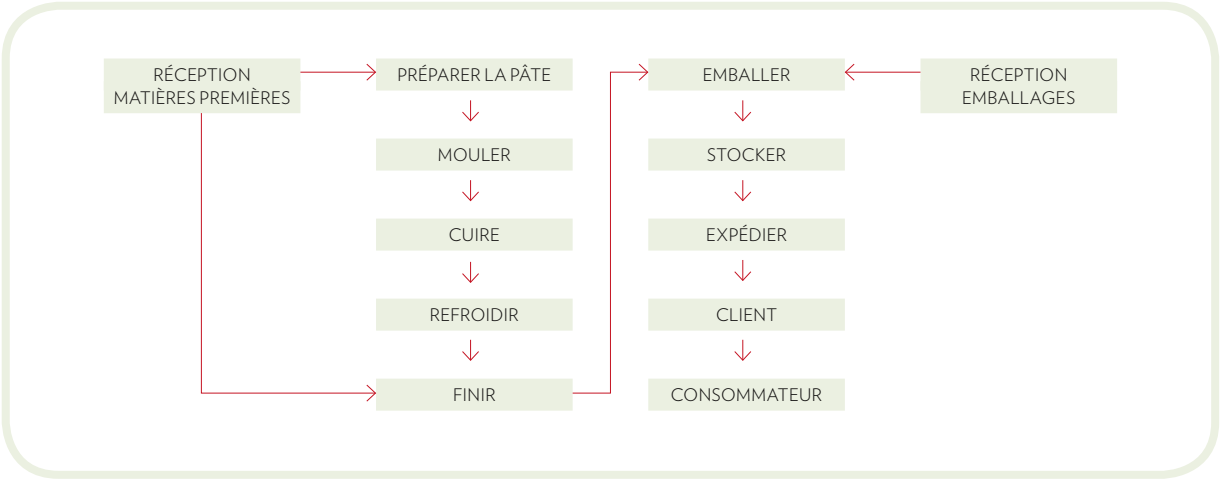 RÉCEPTION
MATIÈRES PREMIÈRES
PRÉPARER LA PÂTE
MOULER
CUIRE
REFROIDIR
FINIR
EMBALLER
STOCKER
EXPÉDIER
CLIENT
CONSOMMATEUR
RÉCEPTION
EMBALLAGES